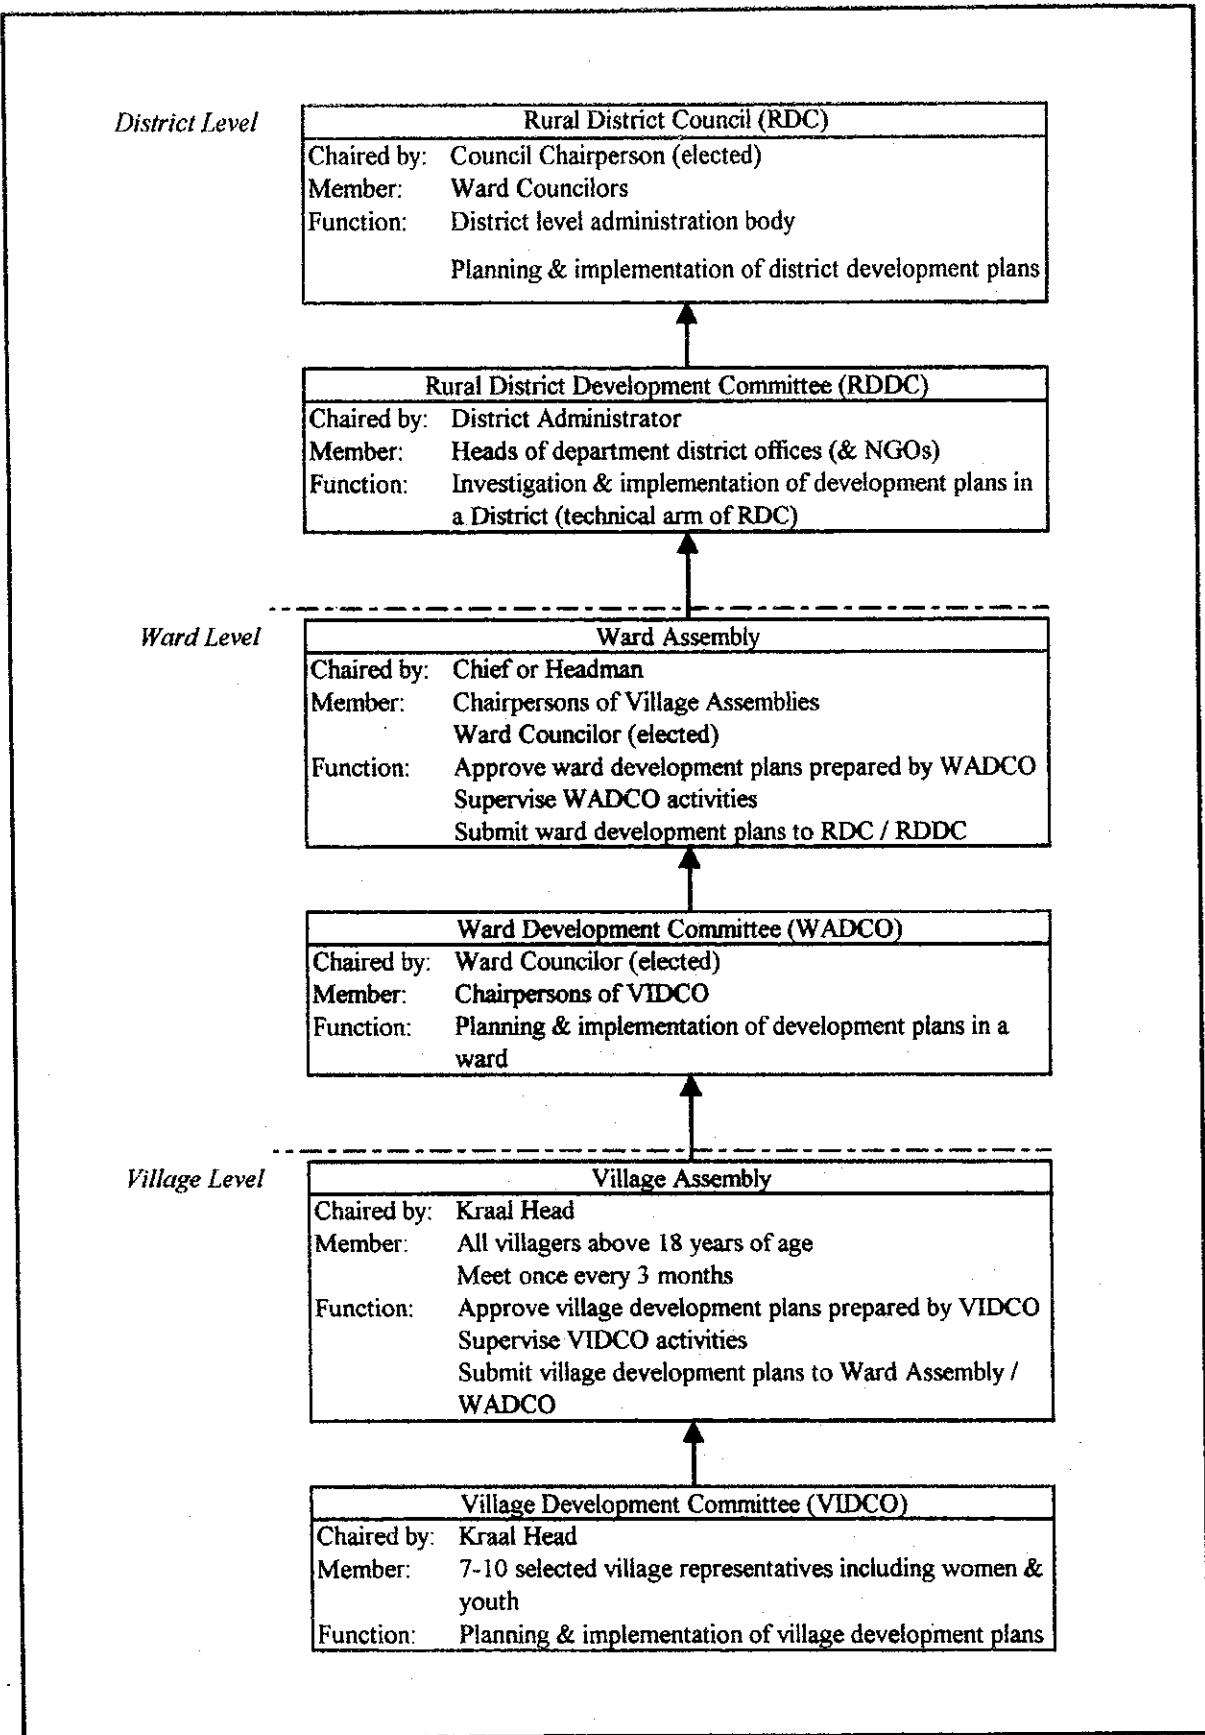 District Level
Rural District Council (RDC)
Chaired by: Council Chairperson (elected)
Member: Ward Councilors
Function: District level administration body
Planning & implementation of district development plans
Rural District Development Committee (RDDC)
Chaired by: District Administrator
Member: Heads of department district offices (& NGOs)
Function: Investigation & implementation of development plans in
a District (technical arm of RDC)
Ward Level
Ward Assembly
Chaired by: Chief or Headman
Member: Chairpersons of Village Assemblies
Ward Councilor (elected)
Function: Approve ward development plans prepared by WADCO
Supervise WADCO activities
Submit ward development plans to RDC / RDDC
Ward Development Committee (WADCO)
Chaired by: Ward Councilor (elected)
Member: Chairpersons of VIDCO
Function: Planning & implementation of development plans in a
ward
Village Level
Village Assembly
Chaired by: Kraal Head
Member: All villagers above 18 years of age
Meet once every 3 months
Function: Approve village development plans prepared by VIDCO
Supervise VIDCO activities
Submit village development plans to Ward Assembly /
WADCO
Village Development Committee (VIDCO)
Chaired by: Kraal Head
Member: 7-10 selected village representatives including women &
youth
Function: Planning & implementation of village development plans